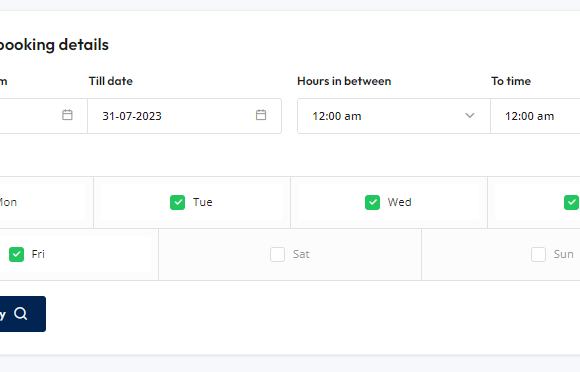 booking details
m Till date Hours in between To time
31-07-2023 12:00 am 12:00 am
Mon Tue Wed
Fri Sat Sun
y